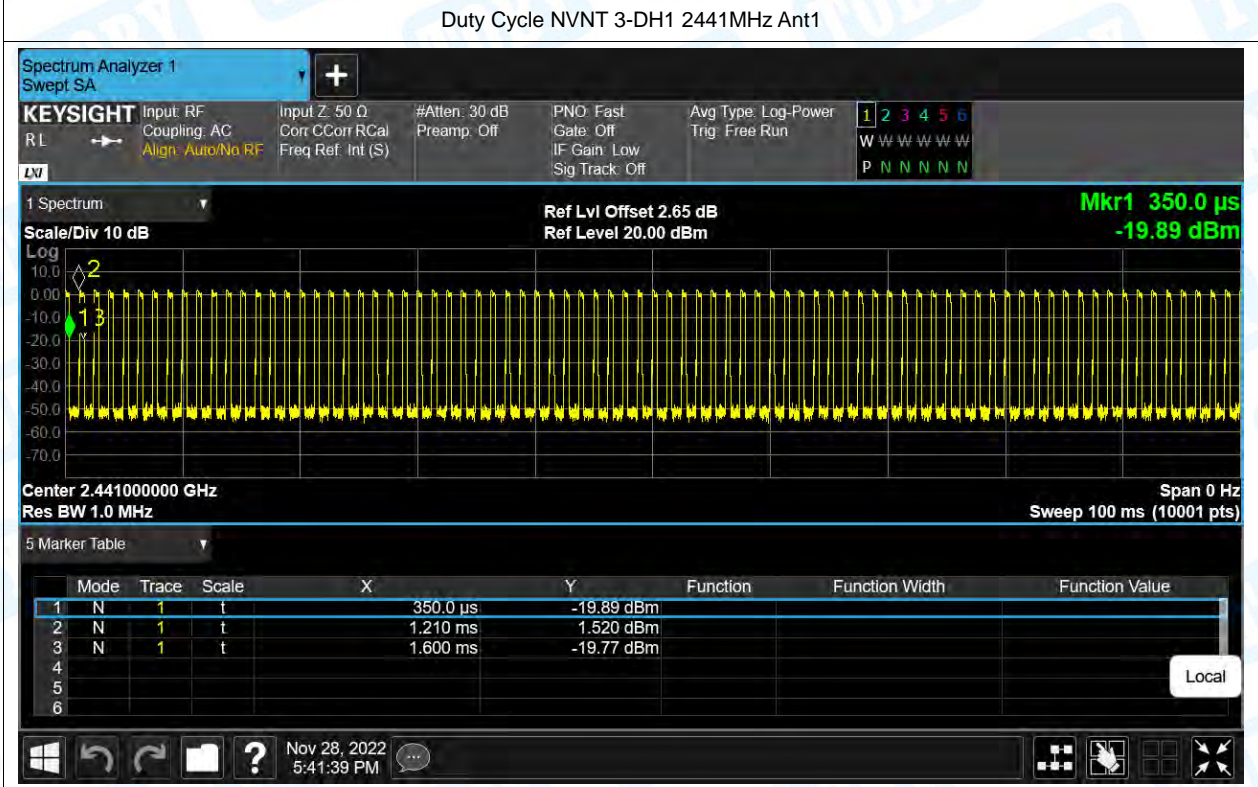 Duty Cycle NVNT 3-DH1 2441MHz Ant1
Spectrum Analyzer 1
Swept SA
+
KEYSIGHT Input: RF Input Z: 50 Ω #Atten: 30 dB PNO: Fast Avg Type: Log-Power 1 2 3 4 5 6
R L Coupling: AC Corr CCorr RCal Preamp: Off Gate: Off Trig: Free Run W W W W W W
Align: Auto/No RF Freq Ref: Int (S) IF Gain: Low P N N N N N
LXI Sig Track: Off
1 Spectrum Ref Lvl Offset 2.65 dB Mkr1 350.0 µs
Scale/Div 10 dB Ref Level 20.00 dBm -19.89 dBm
Log
10.0
2
0.00
-10.0
1 3
-20.0
-30.0
-40.0
-50.0
-60.0
-70.0
Center 2.441000000 GHz Span 0 Hz
Res BW 1.0 MHz Sweep 100 ms (10001 pts)
5 Marker Table
Mode Trace Scale X Y Function Function Width Function Value
1 N 1 t 350.0 µs -19.89 dBm
2 N 1 t 1.210 ms 1.520 dBm
3 N 1 t 1.600 ms -19.77 dBm
4
5
6
Local
? Nov 28, 2022
5:41:39 PM